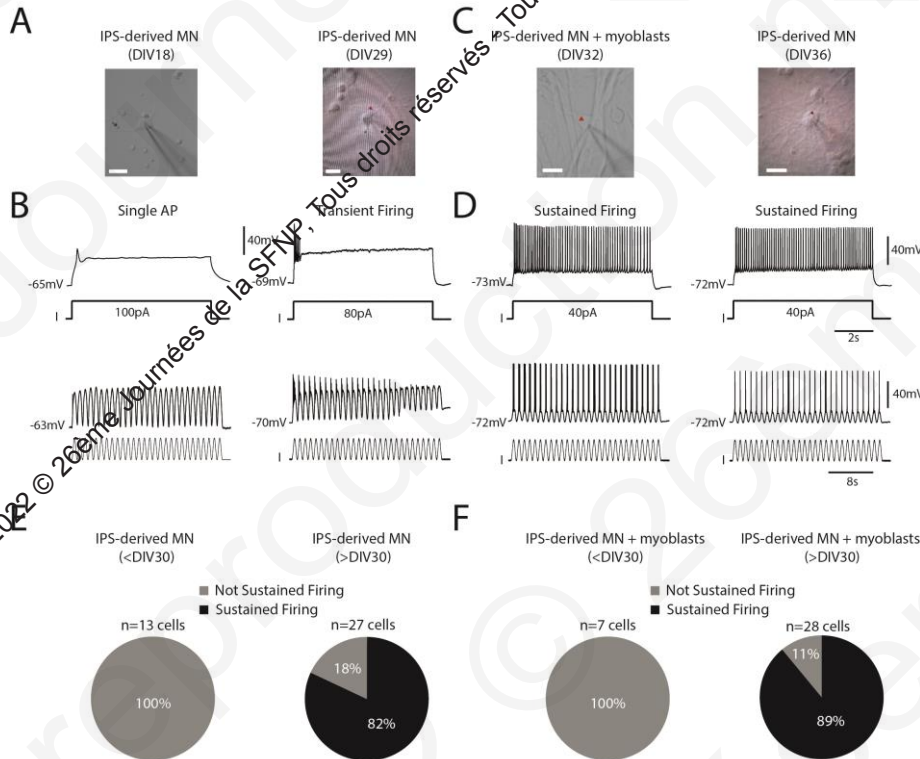 A
IPS-derived MN
(DIV18)
IPS-derived MN
(DIV29)
C
IPS-derived MN + myoblasts
(DIV32)
IPS-derived MN
(DIV36)
B
Single AP
Transient Firing
40mV
-65mV
-69mV
I
100pA
I
80pA
-63mV
-70mV
I
D
Sustained Firing
Sustained Firing
40mV
-73mV
-72mV
I
40pA
I
40pA
2s
-72mV
-72mV
40mV
I
I
8s
E
IPS-derived MN
(<DIV30)
IPS-derived MN
(>DIV30)
Not Sustained Firing
Sustained Firing
n=13 cells
n=27 cells
100%
18%
82%
F
IPS-derived MN + myoblasts
(<DIV30)
IPS-derived MN + myoblasts
(>DIV30)
Not Sustained Firing
Sustained Firing
n=7 cells
n=28 cells
100%
11%
89%
2022 © 26ème Journées de la SFNP, Tous droits réservés - Tou
reproduction
©